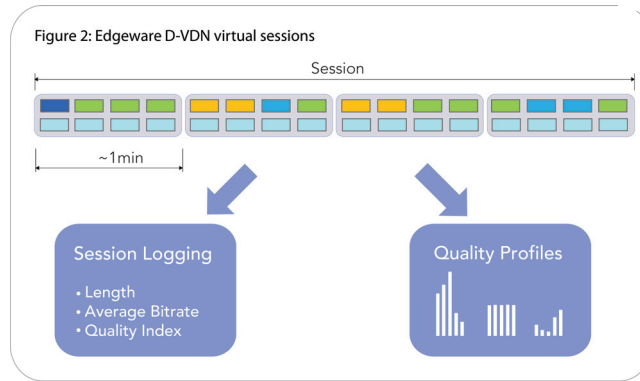 Figure 2: Edgeware D-VDN virtual sessions
Session
~1min
Session Logging
• Length
• Average Bitrate
• Quality Index
Quality Profiles